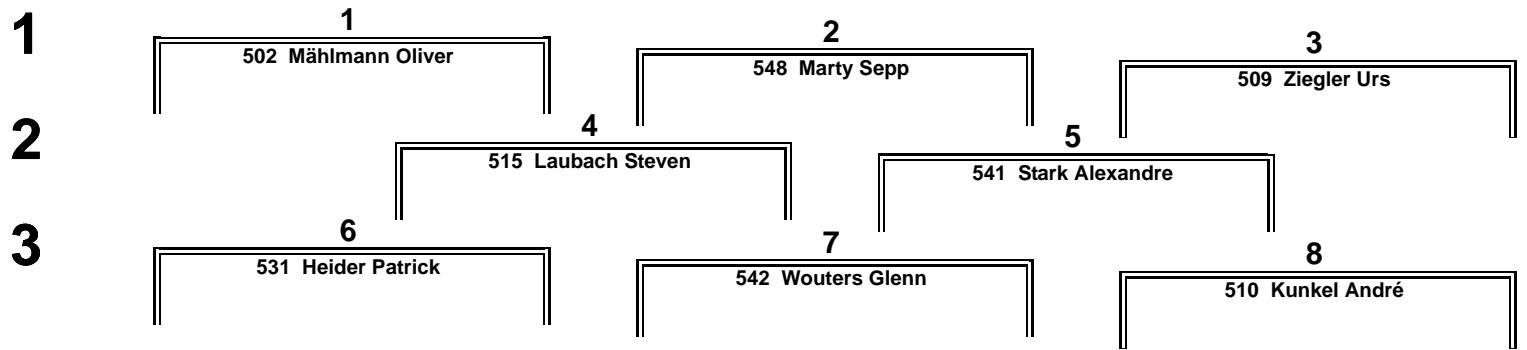 1
1
502 Mählmann Oliver
2
548 Marty Sepp
3
509 Ziegler Urs
2
4
515 Laubach Steven
5
541 Stark Alexandre
3
6
531 Heider Patrick
7
542 Wouters Glenn
8
510 Kunkel André